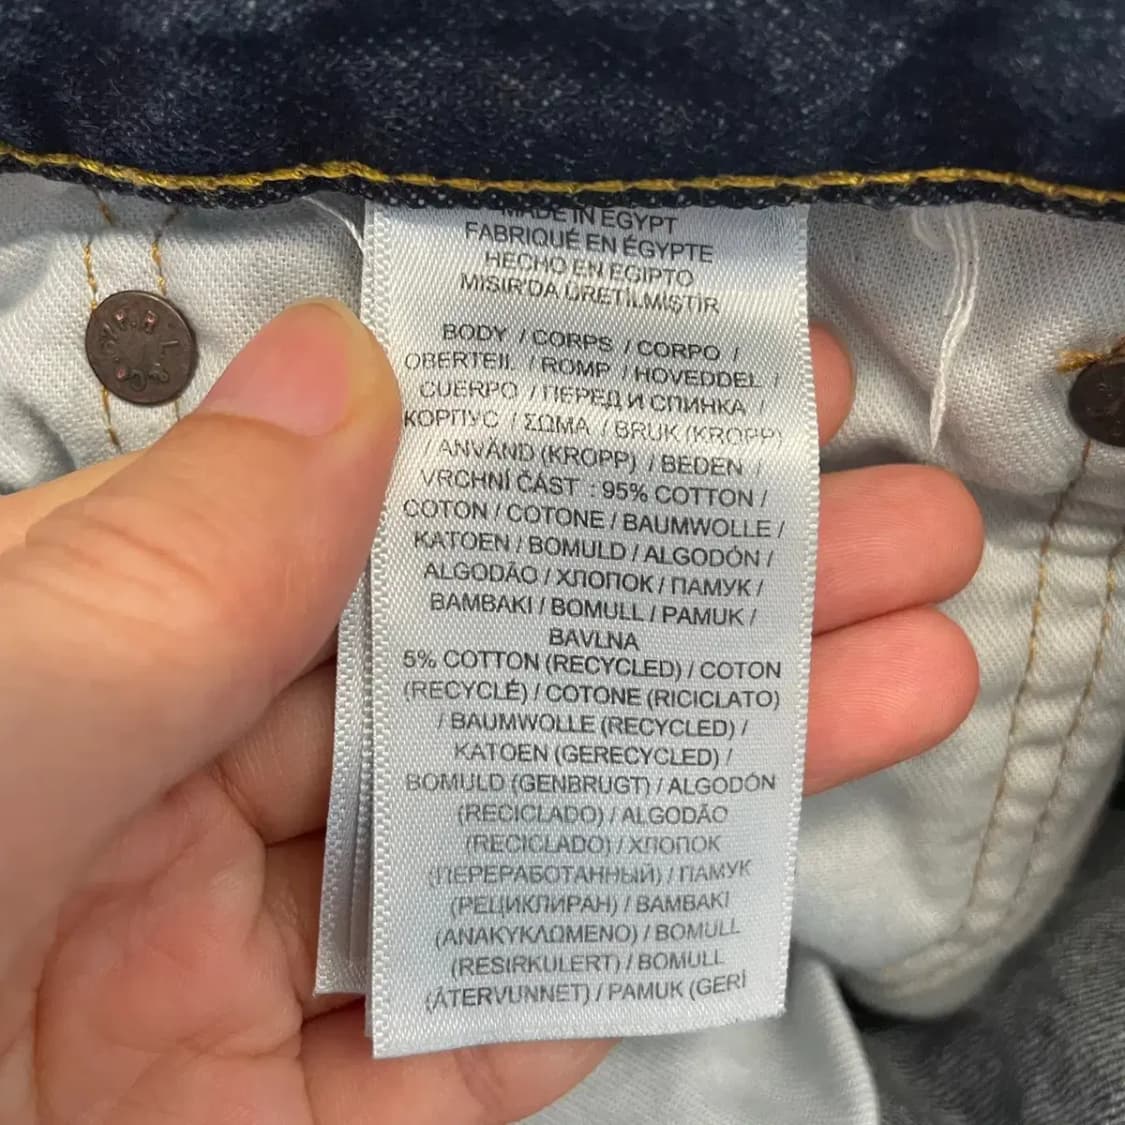 MADE IN EGYPT
FABRIQUÉ EN ÉGYPTE
HECHO EN EGIPTO
MISIR'DA ÜRETİLMİŞTİR
BODY / CORPS / CORPO /
OBERTEIL / ROMP / HOVEDDEL /
CUERPO / ПЕРЕД И СПИНКА /
КОРПУС / ΣΩΜΑ / BRUK (KROPP)
/ ANVÄND (KROPP) / BEDEN /
VRCHNÍ ČÁST : 95% COTTON /
COTON / COTONE / BAUMWOLLE /
KATOEN / BOMULD / ALGODÓN /
ALGODÃO / ХЛОПОК / ПАМУК /
BAMBAKI / BOMULL / PAMUK /
BAVLNA
5% COTTON (RECYCLED) / COTON
(RECYCLÉ) / COTONE (RICICLATO)
/ BAUMWOLLE (RECYCLED) /
KATOEN (GERECYCLED) /
BOMULD (GENBRUGT) / ALGODÓN
(RECICLADO) / ALGODÃO
(RECICLADO) / ХЛОПОК
(ПЕРЕРАБОТАННЫЙ) / ПАМУК
(РЕЦИКЛИРАН) / BAMBAKI
(ΑΝΑΚΥΚΛΩΜΕΝΟ) / BOMULL
(RESIRKULERT) / BOMULL
(ÅTERVUNNET) / PAMUK (GERİ